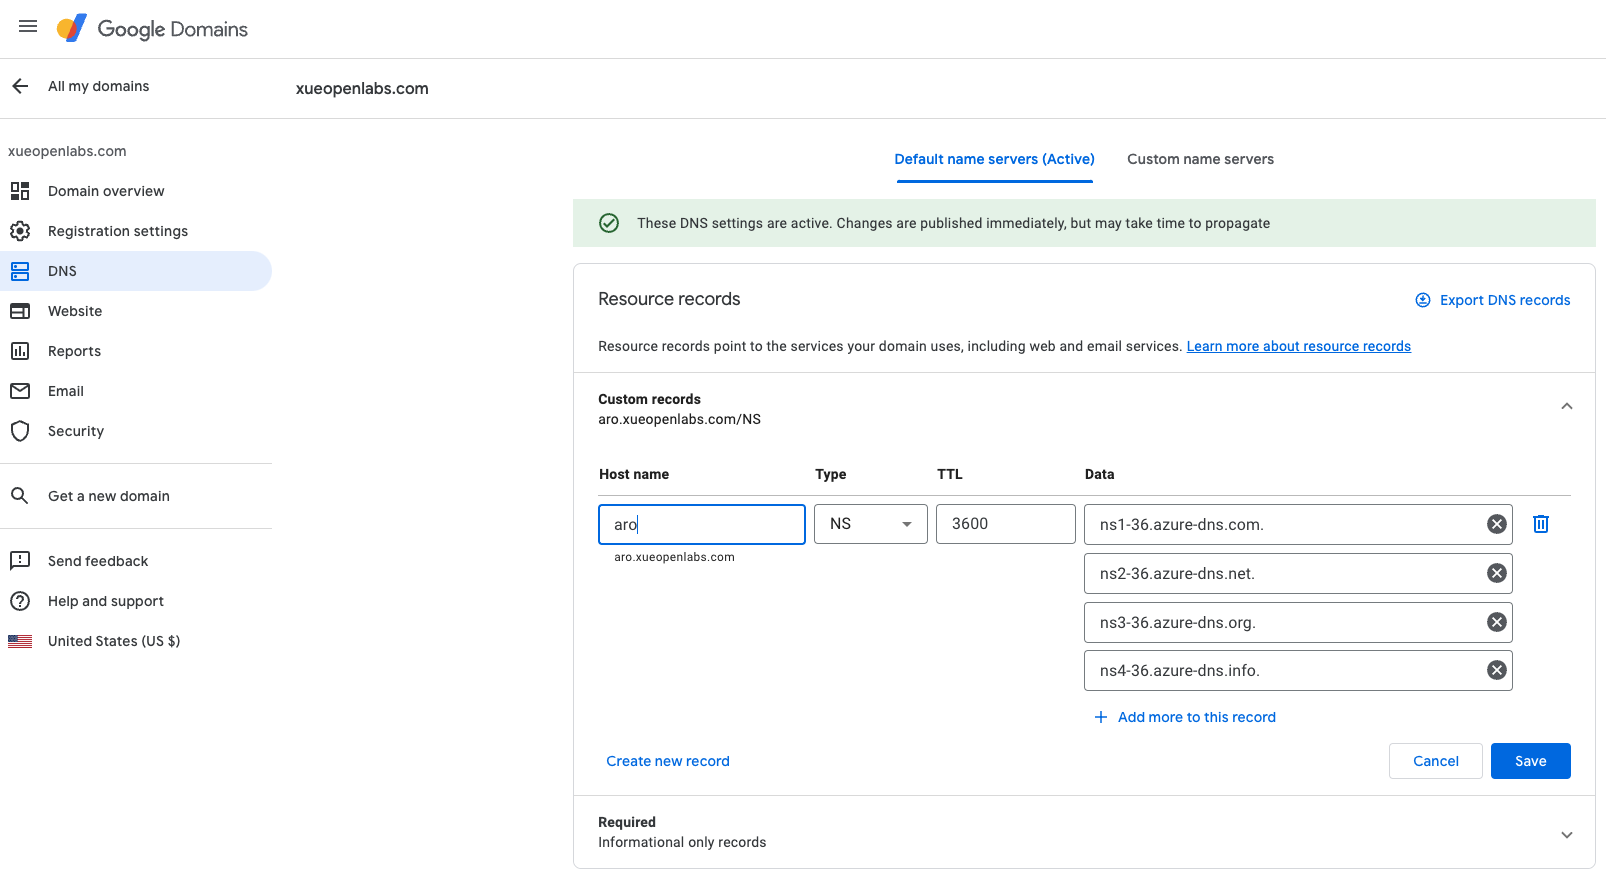 Google Domains
All my domains
xueopenlabs.com
xueopenlabs.com
Domain overview
Registration settings
DNS
Website
Reports
Email
Security
Get a new domain
Send feedback
Help and support
United States (US $)
Default name servers (Active) Custom name servers
These DNS settings are active. Changes are published immediately, but may take time to propagate
Resource records
Export DNS records
Resource records point to the services your domain uses, including web and email services. Learn more about resource records
Custom records
aro.xueopenlabs.com/NS
Host name Type TTL Data
aro NS 3600 ns1-36.azure-dns.com.
aro.xueopenlabs.com
ns2-36.azure-dns.net.
ns3-36.azure-dns.org.
ns4-36.azure-dns.info.
Add more to this record
Create new record Cancel Save
Required
Informational only records